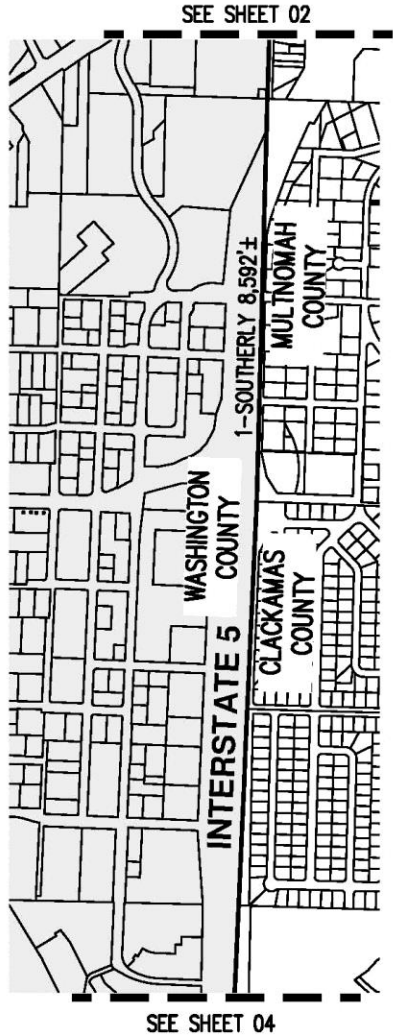 SEE SHEET 02
1-SOUTHERLY 8,592'±
MULTNOMAH
COUNTY
WASHINGTON
COUNTY
CLACKAMAS
COUNTY
INTERSTATE 5
SEE SHEET 04